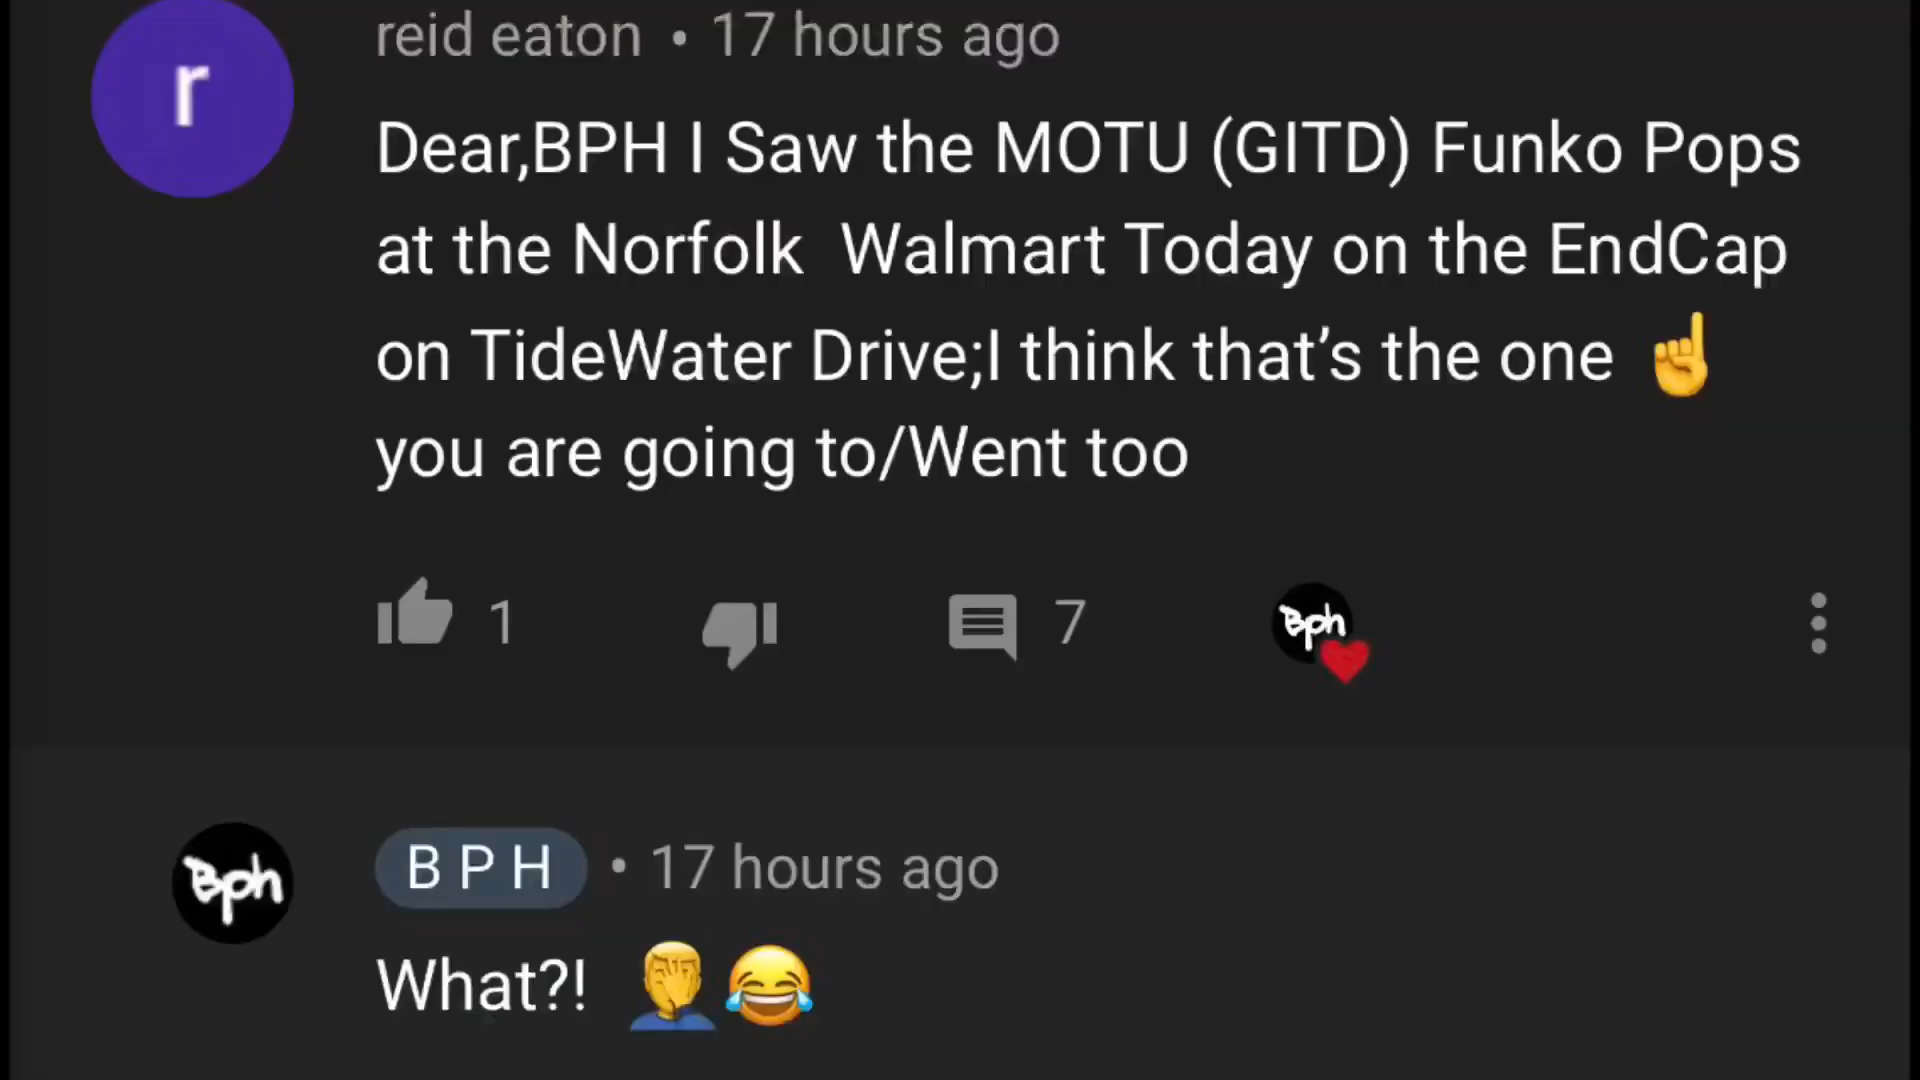 r
reid eaton • 17 hours ago
Dear,BPH I Saw the MOTU (GITD) Funko Pops
at the Norfolk  Walmart Today on the EndCap
on TideWater Drive;I think that’s the one ☝️
you are going to/Went too
1 7 Bph
Bph
B P H • 17 hours ago
What?! 🤦‍♂️😂